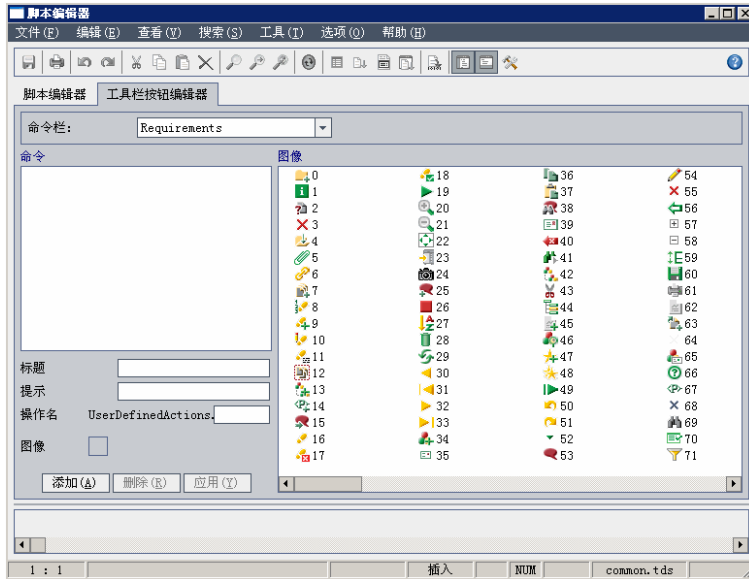 脚本编辑器
文件(F) 编辑(E) 查看(V) 搜索(S) 工具(T) 选项(O) 帮助(H)
脚本编辑器 工具栏按钮编辑器
命令栏: Requirements
命令 图像
0 18 36 54
1 19 37 55
2 20 38 56
3 21 39 57
4 22 40 58
5 23 41 59
6 24 42 60
7 25 43 61
8 26 44 62
9 27 45 63
10 28 46 64
11 29 47 65
12 30 48 66
13 31 49 67
14 32 50 68
15 33 51 69
16 34 52 70
17 35 53 71
标题
提示
操作名 UserDefinedActions.
图像
添加(A) 删除(R) 应用(Y)
1 : 1 插入 NUM common.tds